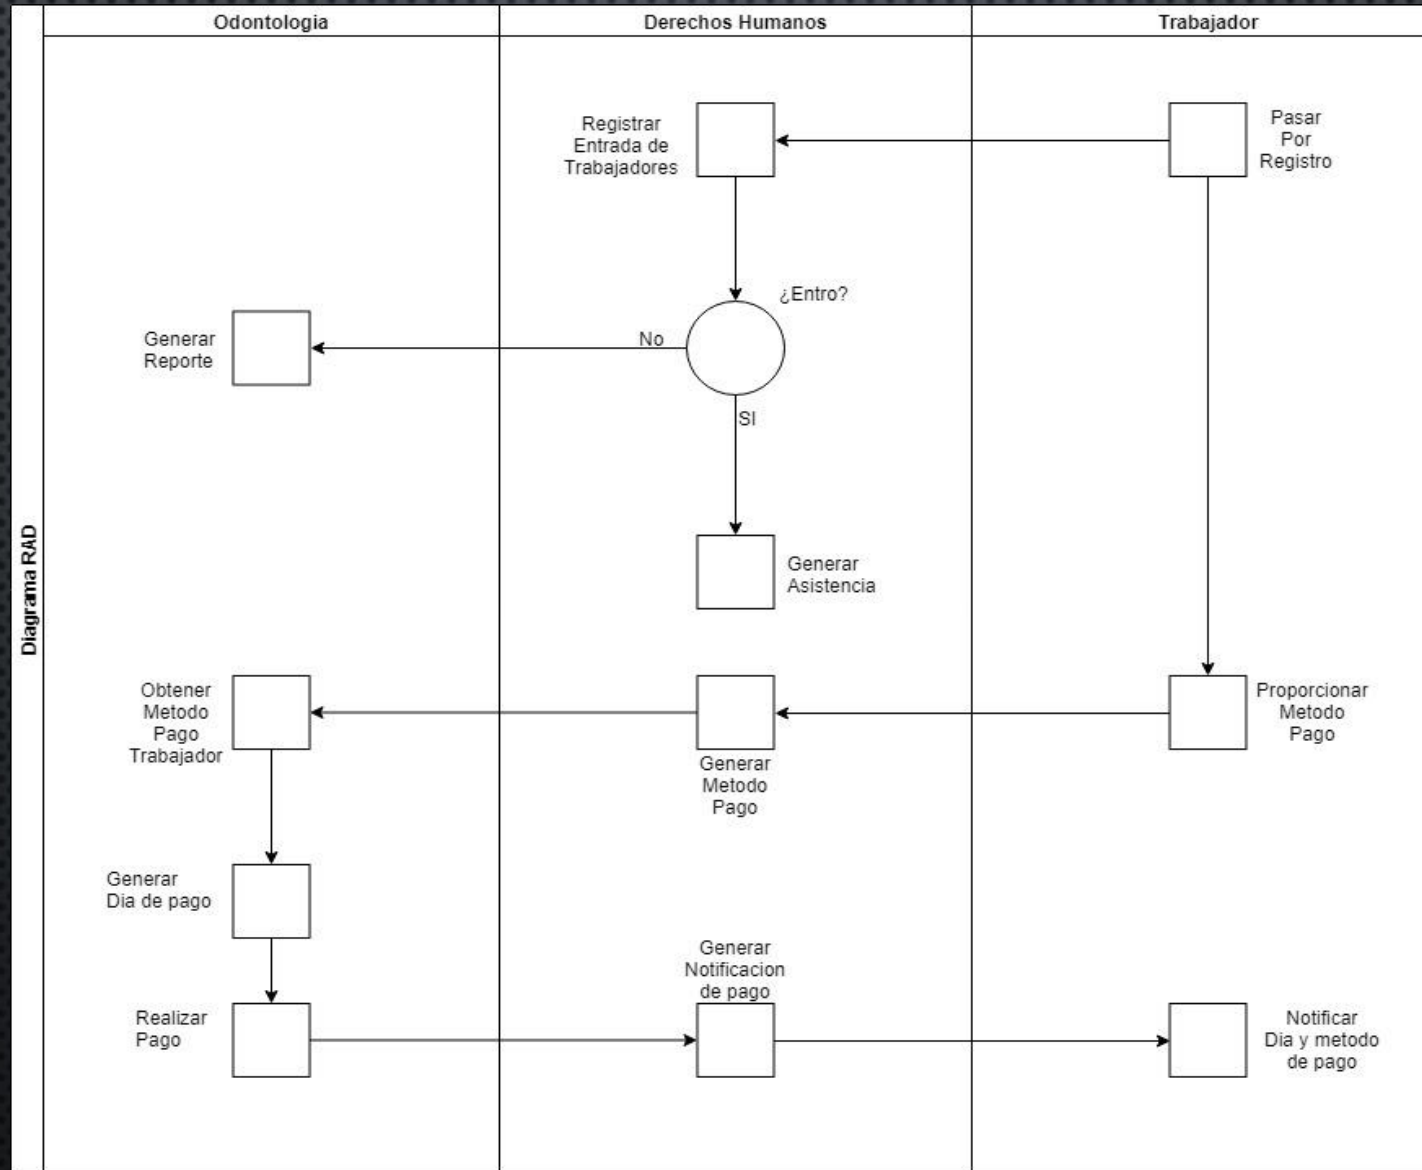 Odontologia
Derechos Humanos
Trabajador
Diagrama RAD
Registrar
Entrada de
Trabajadores
Pasar
Por
Registro
¿Entro?
No
Generar
Reporte
SI
Generar
Asistencia
Obtener
Metodo
Pago
Trabajador
Generar
Metodo
Pago
Proporcionar
Metodo
Pago
Generar
Dia de pago
Generar
Notificacion
de pago
Realizar
Pago
Notificar
Dia y metodo
de pago